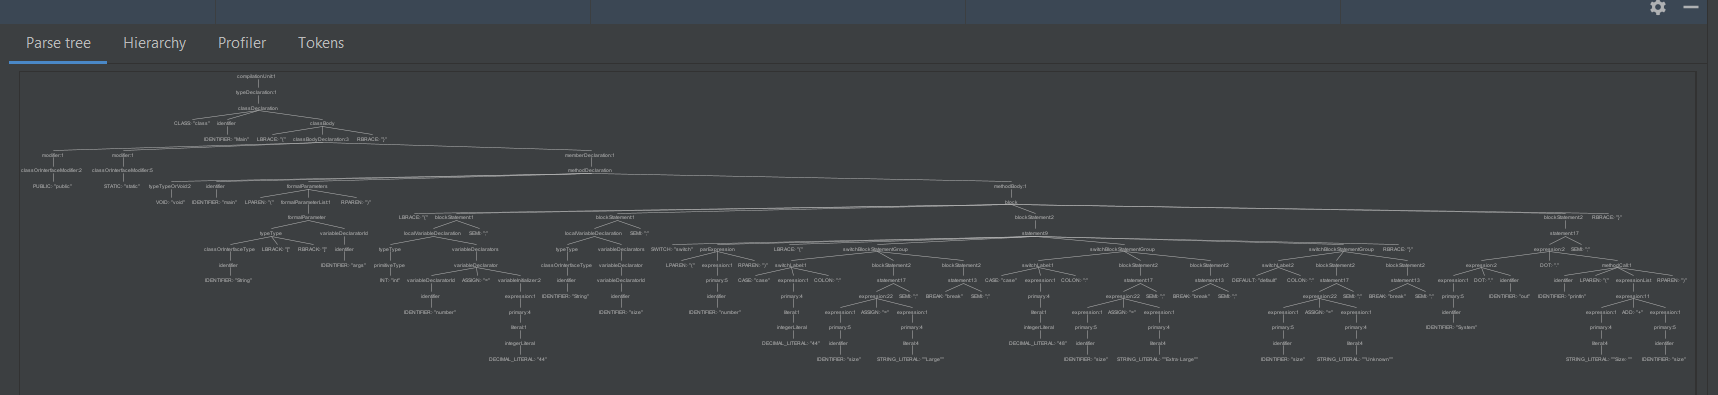 Parse tree Hierarchy Profiler Tokens
compilationUnit:1
typeDeclaration:1
classDeclaration
CLASS: "class" identifier classBody
IDENTIFIER: "Main" LBRACE: "{" classBodyDeclaration:3 RBRACE: "}"
modifier:1 modifier:1 memberDeclaration:1
classOrInterfaceModifier:2 classOrInterfaceModifier:5 methodDeclaration
PUBLIC: "public" STATIC: "static" typeTypeOrVoid:2 identifier formalParameters methodBody:1
VOID: "void" IDENTIFIER: "main" LPAREN: "(" formalParameterList:1 RPAREN: ")" block
formalParameter LBRACE: "{" blockStatement:1 blockStatement:1 blockStatement:2 blockStatement:2 RBRACE: "}"
typeType variableDeclaratorId localVariableDeclaration SEMI: ";" localVariableDeclaration SEMI: ";" statement:9 statement:17
classOrInterfaceType LBRACK: "[" RBRACK: "]" identifier typeType variableDeclarators typeType variableDeclarators SWITCH: "switch" parExpression LBRACE: "{" switchBlockStatementGroup switchBlockStatementGroup switchBlockStatementGroup RBRACE: "}" expression:2 SEMI: ";"
identifier IDENTIFIER: "args" primitiveType variableDeclarator classOrInterfaceType variableDeclarator LPAREN: "(" expression:1 RPAREN: ")" switchLabel:1 blockStatement:2 blockStatement:2 switchLabel:1 blockStatement:2 blockStatement:2 switchLabel:2 blockStatement:2 blockStatement:2 expression:2 DOT: "." methodCall:1
IDENTIFIER: "String" INT: "int" variableDeclaratorId ASSIGN: "=" variableInitializer:2 identifier variableDeclaratorId primary:5 CASE: "case" expression:1 COLON: ":" statement:17 statement:13 CASE: "case" expression:1 COLON: ":" statement:17 statement:13 DEFAULT: "default" COLON: ":" statement:17 statement:13 expression:1 DOT: "." identifier identifier LPAREN: "(" expressionList RPAREN: ")"
identifier expression:1 IDENTIFIER: "String" identifier identifier primary:4 expression:22 SEMI: ";" BREAK: "break" SEMI: ";" primary:4 expression:22 SEMI: ";" BREAK: "break" SEMI: ";" expression:22 SEMI: ";" BREAK: "break" SEMI: ";" primary:5 IDENTIFIER: "out" IDENTIFIER: "println" expression:11
IDENTIFIER: "number" primary:4 IDENTIFIER: "size" IDENTIFIER: "number" literal:1 expression:1 ASSIGN: "=" expression:1 literal:1 expression:1 ASSIGN: "=" expression:1 expression:1 ASSIGN: "=" expression:1 identifier expression:1 ADD: "+" expression:1
literal:1 integerLiteral primary:5 primary:4 integerLiteral primary:5 primary:4 primary:5 primary:4 IDENTIFIER: "System" primary:4 primary:5
integerLiteral DECIMAL_LITERAL: "44" identifier literal:4 DECIMAL_LITERAL: "48" identifier literal:4 identifier literal:4 literal:4 identifier
DECIMAL_LITERAL: "44" IDENTIFIER: "size" STRING_LITERAL: ""Large"" IDENTIFIER: "size" STRING_LITERAL: ""Extra Large"" IDENTIFIER: "size" STRING_LITERAL: ""Unknown"" STRING_LITERAL: ""Size: "" IDENTIFIER: "size"